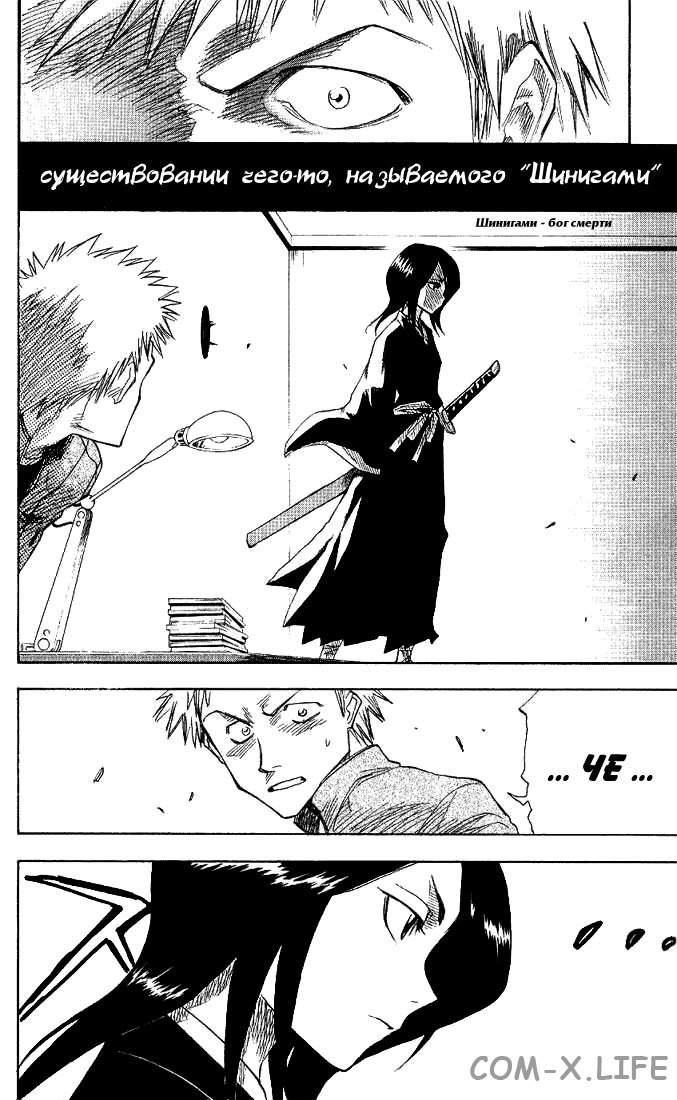 существовании чего-то, называемого "Шинигами"
Шинигами - бог смерти
... ЧЕ ...
COM-X.LIFE